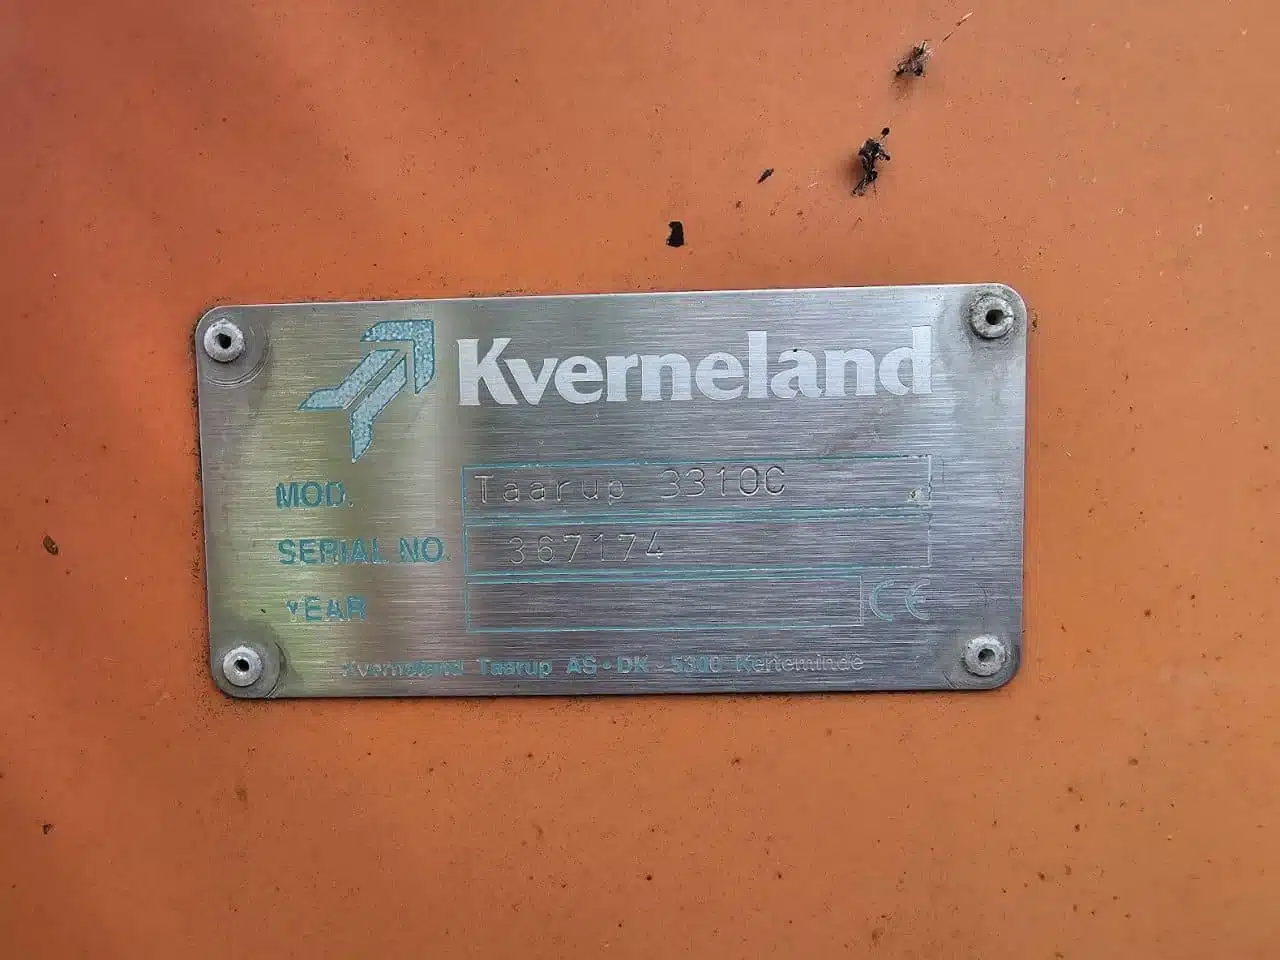 Kverneland
MOD. Taarup 3310C
SERIAL NO. 367174
YEAR CE
Kverneland Taarup AS - DK - 5300 Kerteminde